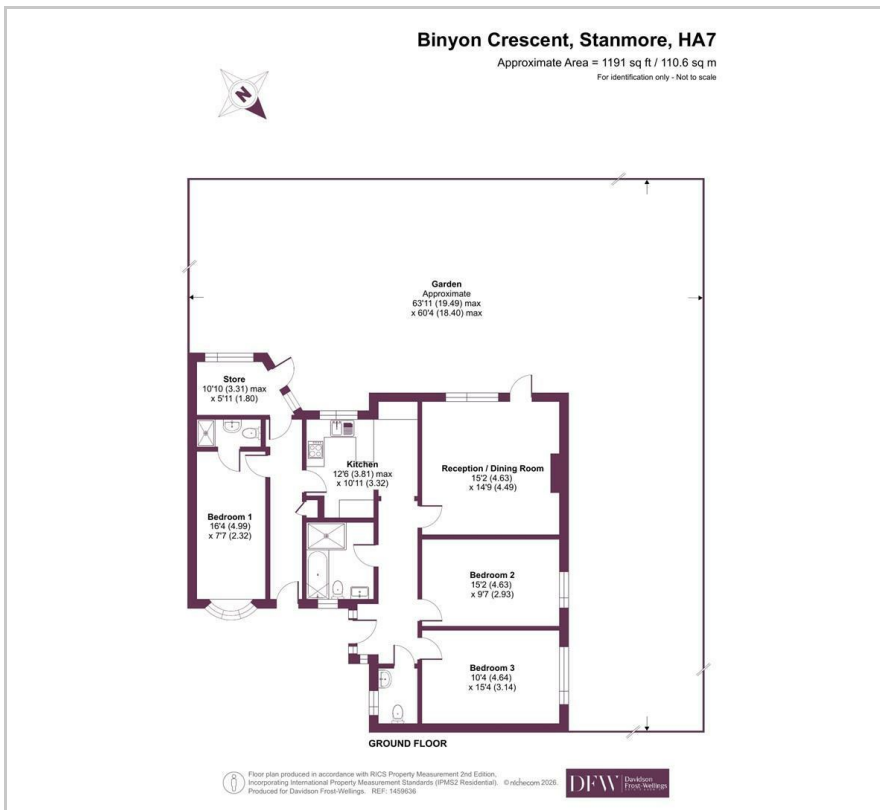 Binyon Crescent, Stanmore, HA7
Approximate Area = 1191 sq ft / 110.6 sq m
For identification only - Not to scale
N
Garden
Approximate
63'11 (19.49) max
x 60'4 (18.40) max
Store
10'10 (3.31) max
x 5'11 (1.80)
Kitchen
12'6 (3.81) max
x 10'11 (3.32)
Reception / Dining Room
15'2 (4.63)
x 14'9 (4.49)
Bedroom 1
16'4 (4.99)
x 7'7 (2.32)
Bedroom 2
15'2 (4.63)
x 9'7 (2.93)
Bedroom 3
10'4 (4.64)
x 15'4 (3.14)
GROUND FLOOR
Floor plan produced in accordance with RICS Property Measurement 2nd Edition,
Incorporating International Property Measurement Standards (IPMS2 Residential). © nichecom 2026.
Produced for Davidson Frost-Wellings. REF: 1459636
DFW
Davidson
Frost-Wellings